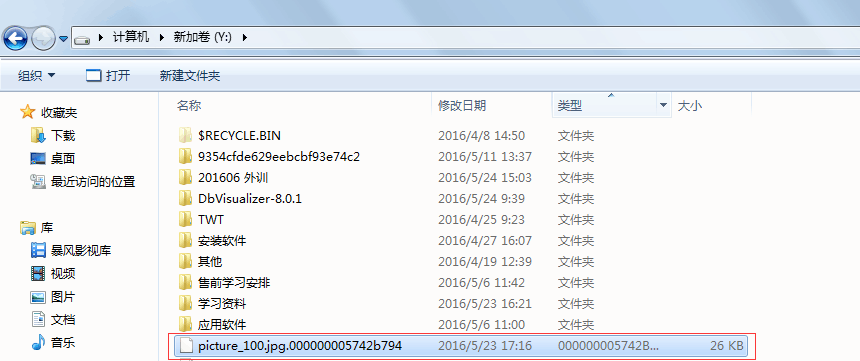 计算机 新加卷 (Y:)
组织 打开 新建文件夹
收藏夹
下载
桌面
最近访问的位置
库
暴风影视库
视频
图片
文档
音乐
名称 修改日期 类型 大小
$RECYCLE.BIN 2016/4/8 14:50 文件夹
9354cfde629eebcbf93e74c2 2016/5/11 13:37 文件夹
201606 外训 2016/5/24 15:03 文件夹
DbVisualizer-8.0.1 2016/5/24 9:39 文件夹
TWT 2016/4/25 9:23 文件夹
安装软件 2016/4/27 16:07 文件夹
其他 2016/4/19 12:39 文件夹
售前学习安排 2016/5/6 11:42 文件夹
学习资料 2016/5/23 16:21 文件夹
应用软件 2016/5/6 11:00 文件夹
picture_100.jpg.000000005742b794 2016/5/23 17:16 000000005742B... 26 KB